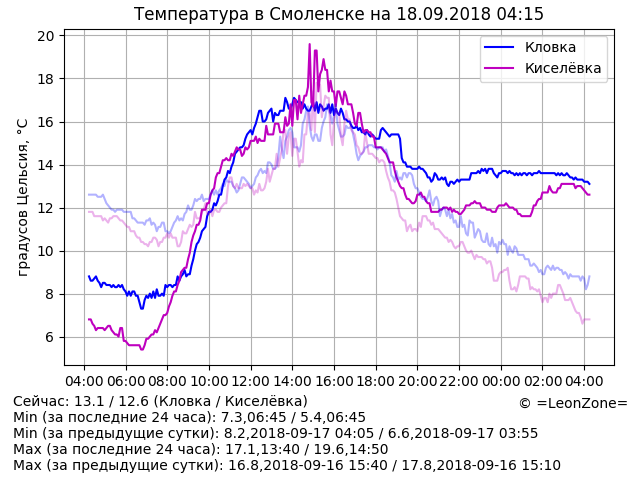 Температура в Смоленске на 18.09.2018 04:15
градусов Цельсия, °C
20
18
16
14
12
10
8
6
Кловка
Киселёвка
04:00 06:00 08:00 10:00 12:00 14:00 16:00 18:00 20:00 22:00 00:00 02:00 04:00
Сейчас: 13.1 / 12.6 (Кловка / Киселёвка)
© =LeonZone=
Min (за последние 24 часа): 7.3,06:45 / 5.4,06:45
Min (за предыдущие сутки): 8.2,2018-09-17 04:05 / 6.6,2018-09-17 03:55
Max (за последние 24 часа): 17.1,13:40 / 19.6,14:50
Max (за предыдущие сутки): 16.8,2018-09-16 15:40 / 17.8,2018-09-16 15:10